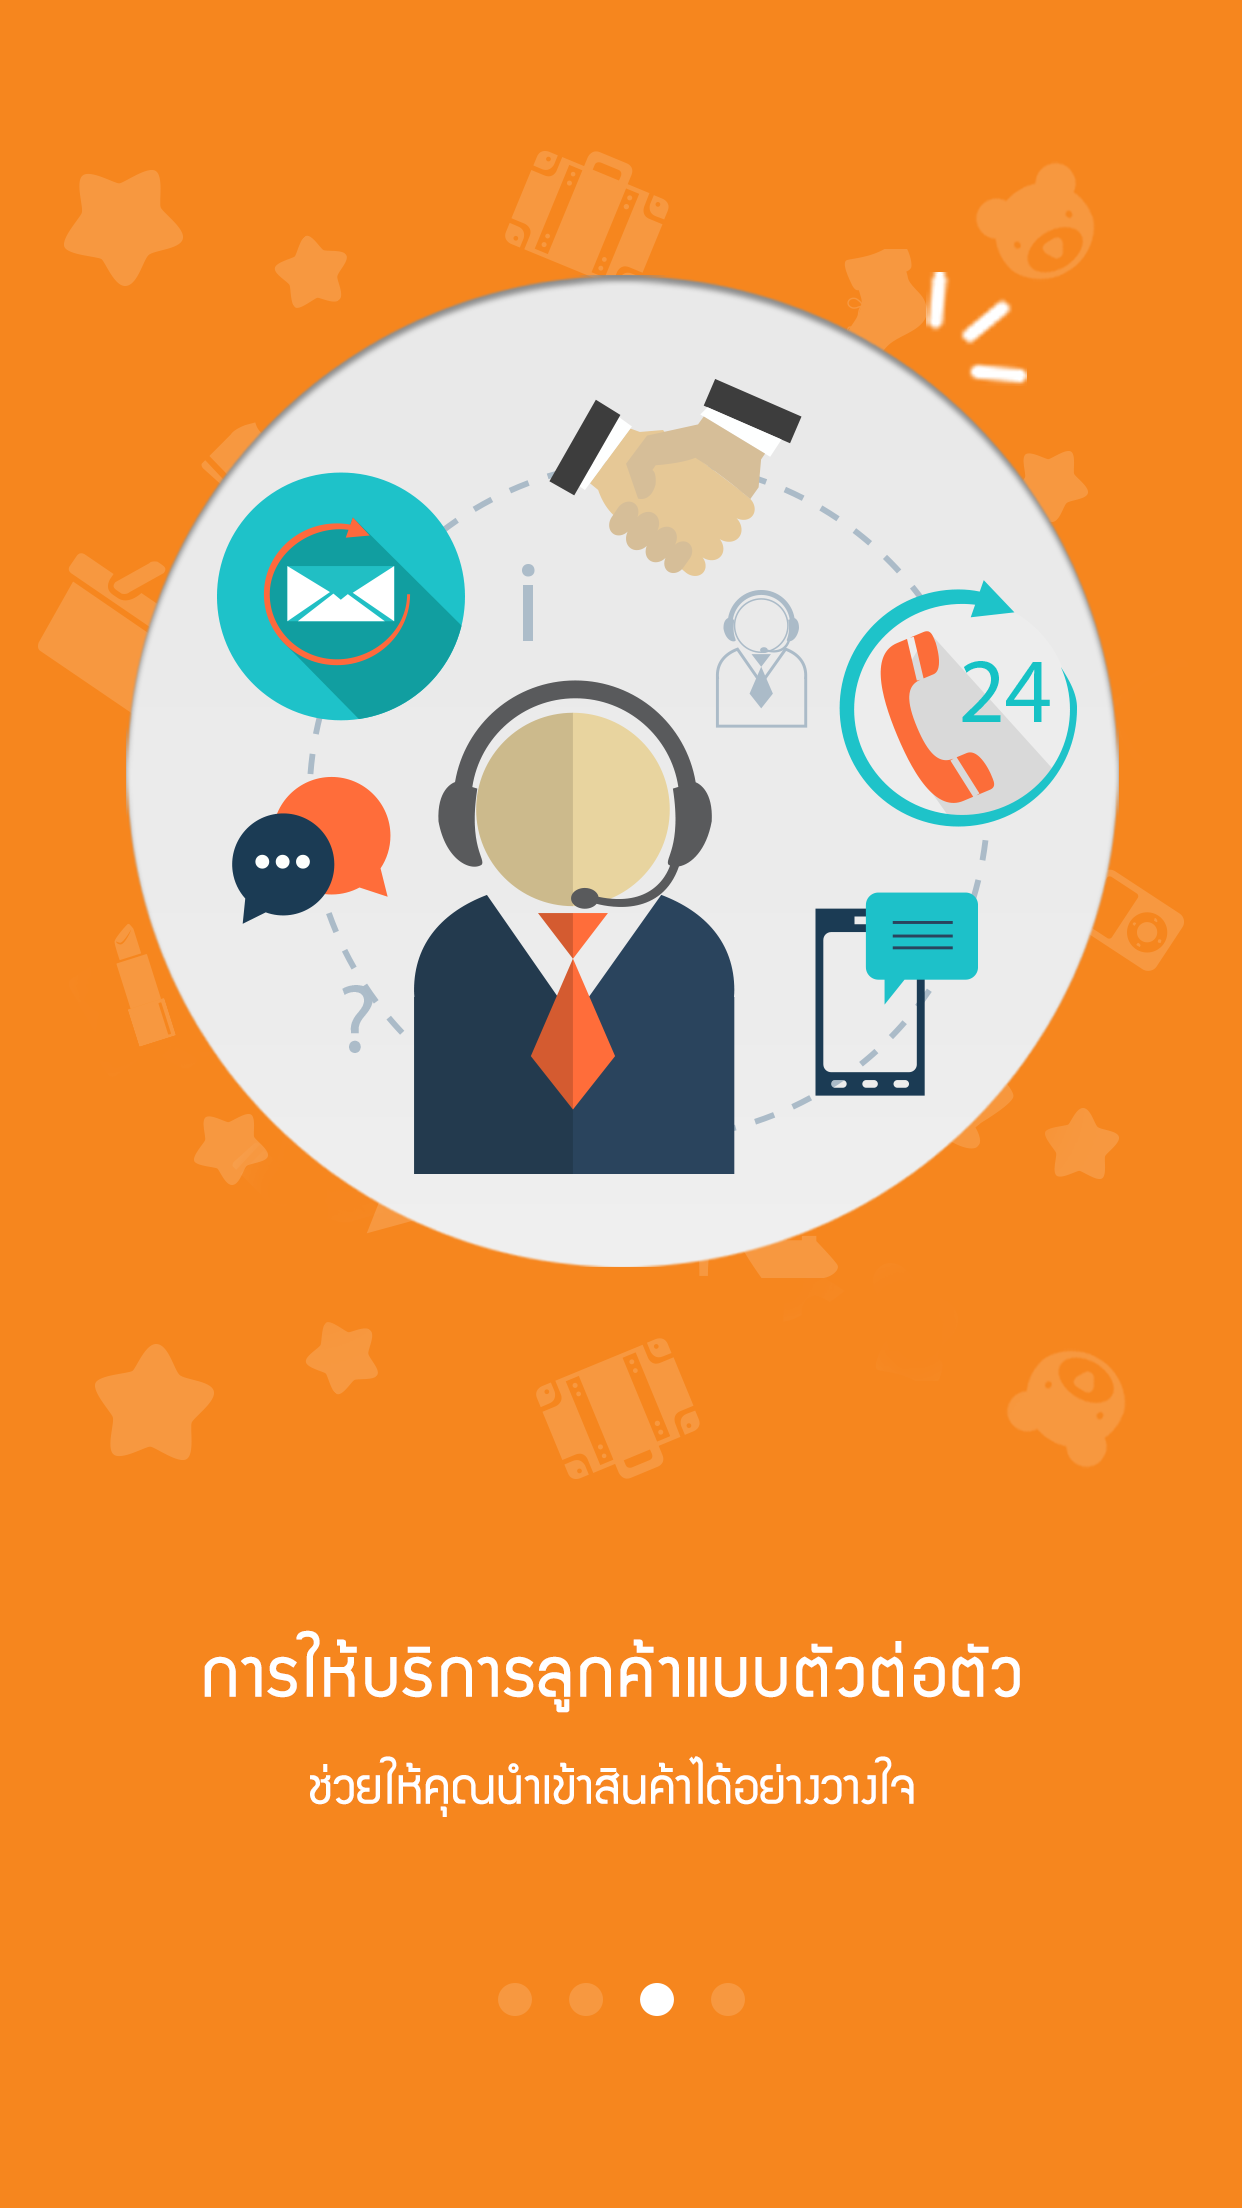 i
24
?
การให้บริการลูกค้าแบบตัวต่อตัว
ช่วยให้คุณนำเข้าสินค้าได้อย่างวางใจ